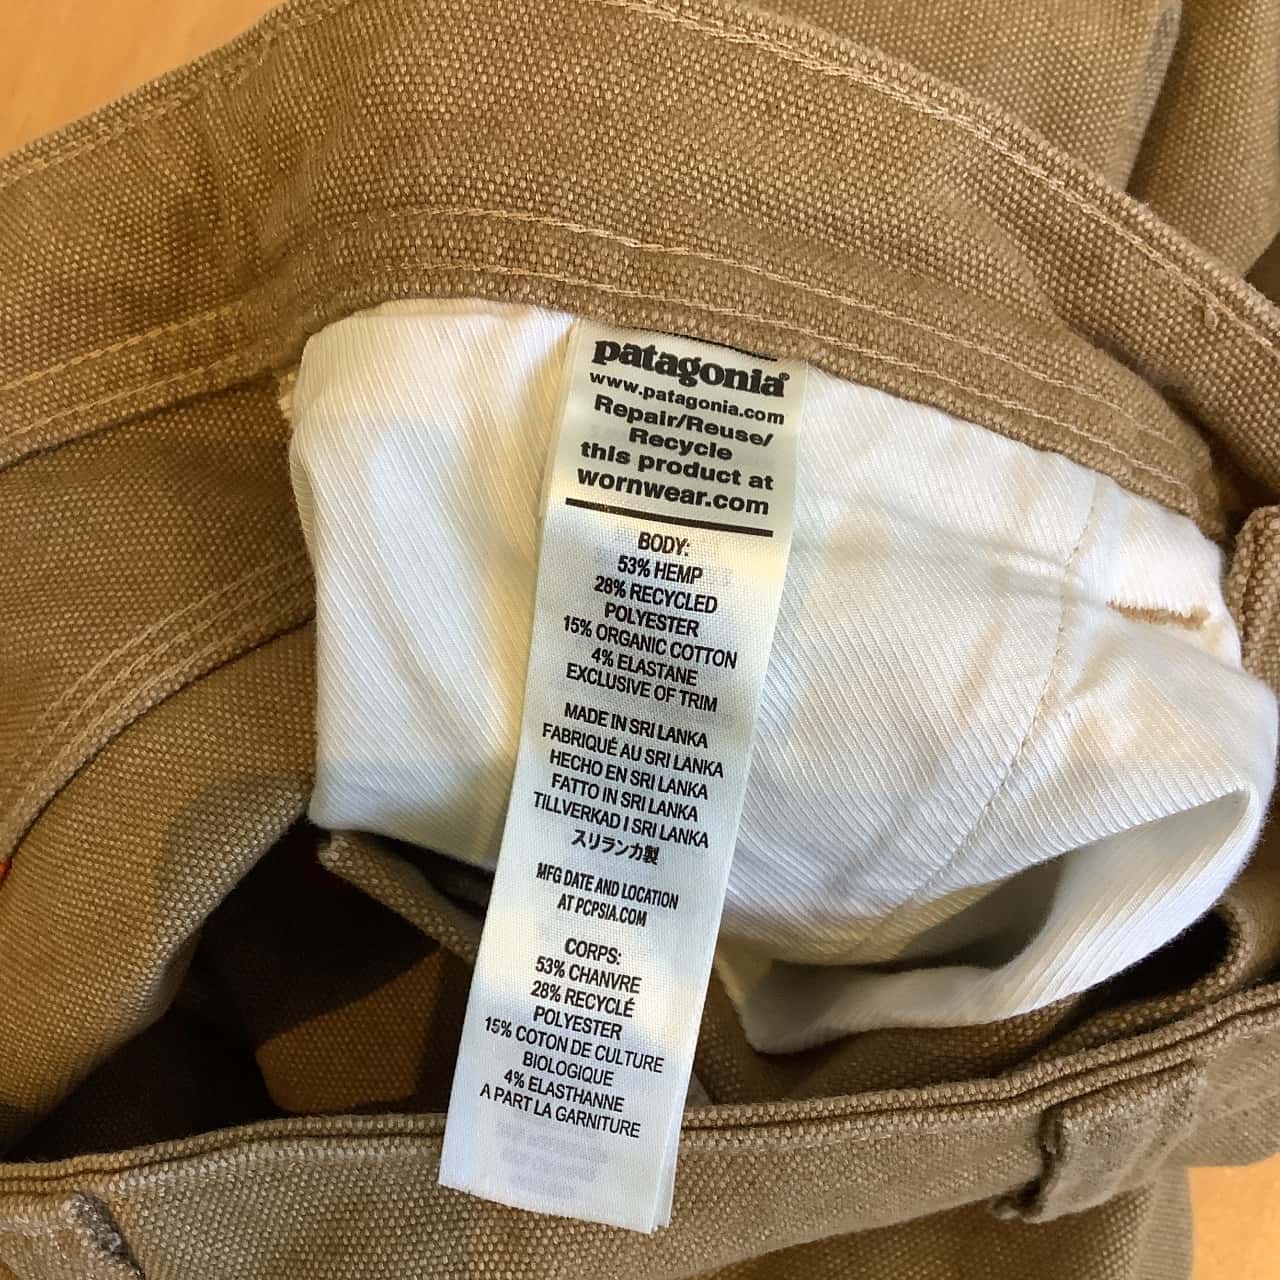 patagonia®
www.patagonia.com
Repair/Reuse/
Recycle
this product at
wornwear.com
BODY:
53% HEMP
28% RECYCLED
POLYESTER
15% ORGANIC COTTON
4% ELASTANE
EXCLUSIVE OF TRIM
MADE IN SRI LANKA
FABRIQUÉ AU SRI LANKA
HECHO EN SRI LANKA
FATTO IN SRI LANKA
TILLVERKAD I SRI LANKA
スリランカ製
MFG DATE AND LOCATION
AT PCPSIA.COM
CORPS:
53% CHANVRE
28% RECYCLÉ
POLYESTER
15% COTON DE CULTURE
BIOLOGIQUE
4% ELASTHANNE
A PART LA GARNITURE